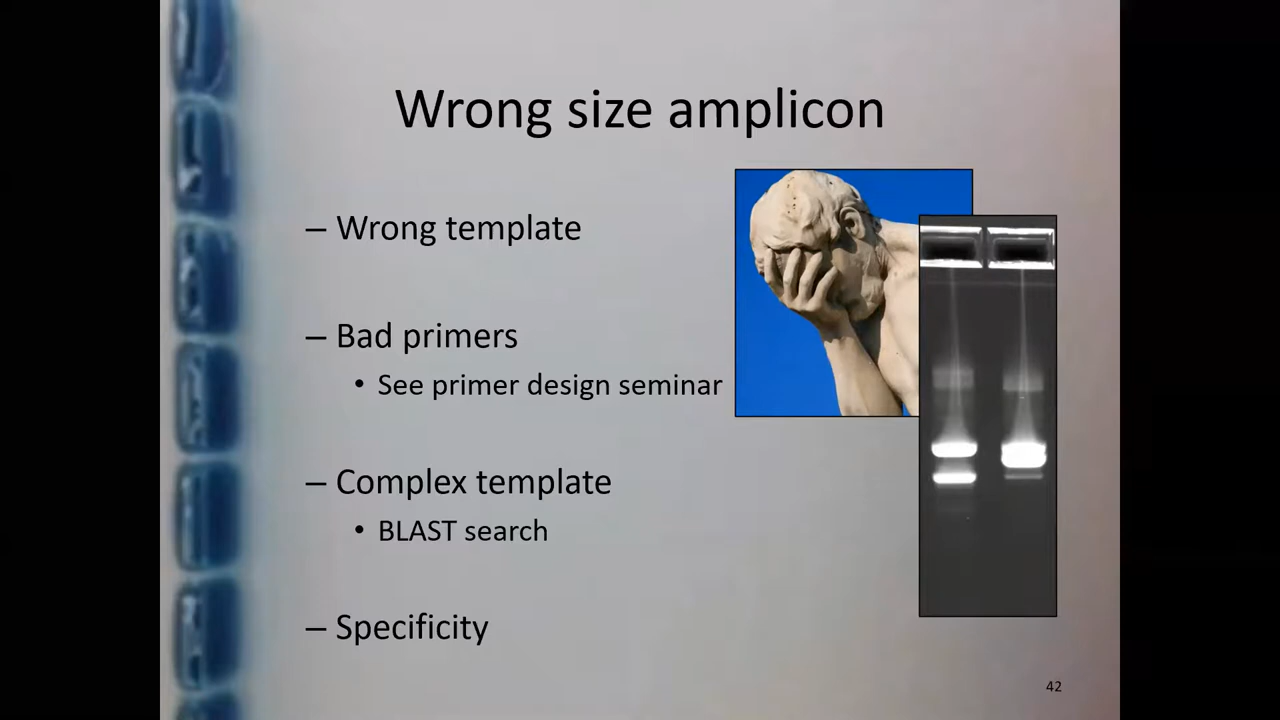 Wrong size amplicon
– Wrong template
– Bad primers
• See primer design seminar
– Complex template
• BLAST search
– Specificity
42